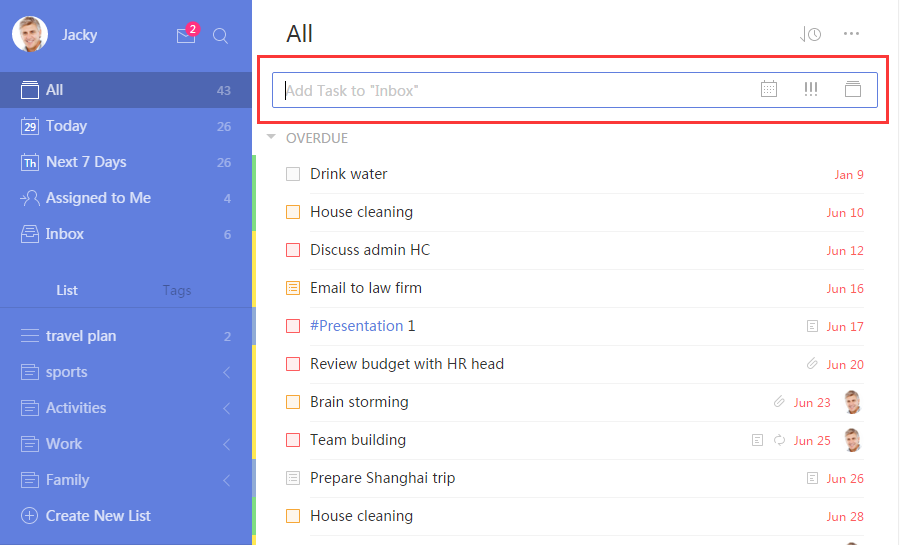 Jacky
2
All 43
29 Today 26
Th Next 7 Days 26
Assigned to Me 4
Inbox 6
List Tags
travel plan 2
sports
Activities
Work
Family
Create New List
All
Add Task to "Inbox"
OVERDUE
Drink water Jan 9
House cleaning Jun 10
Discuss admin HC Jun 12
Email to law firm Jun 16
#Presentation 1 Jun 17
Review budget with HR head Jun 20
Brain storming Jun 23
Team building Jun 25
Prepare Shanghai trip Jun 26
House cleaning Jun 28